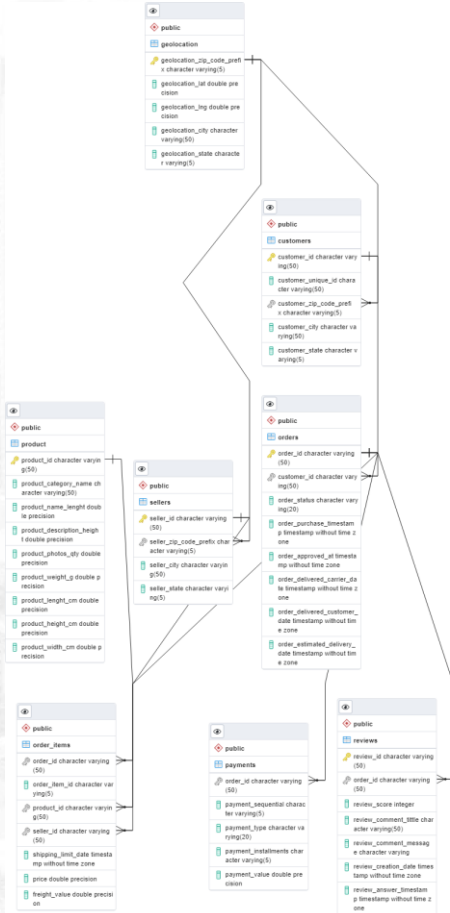 public
geolocation
geolocation_zip_code_prefi
x character varying(5)
geolocation_lat double pre
cision
geolocation_lng double pre
cision
geolocation_city character
varying(50)
geolocation_state characte
r varying(5)
public
customers
customer_id character vary
ing(50)
customer_unique_id chara
cter varying(50)
customer_zip_code_prefi
x character varying(5)
customer_city character va
rying(50)
customer_state character v
arying(5)
public
orders
order_id character varying
(50)
customer_id character vary
ing(50)
order_status character vary
ing(20)
order_purchase_timestam
p timestamp without time z
one
order_approved_at timesta
mp without time zone
order_delivered_carrier_da
te timestamp without time z
one
order_delivered_customer_
date timestamp without tim
e zone
order_estimated_delivery_
date timestamp without tim
e zone
public
product
product_id character varyin
g(50)
product_category_name ch
aracter varying(50)
product_name_lenght doubl
e precision
product_description_heigh
t double precision
product_photos_qty double
precision
product_weight_g double p
recision
product_lenght_cm double
precision
product_height_cm double
precision
product_width_cm double p
recision
public
sellers
seller_id character varying
(50)
seller_zip_code_prefix char
acter varying(5)
seller_city character varyin
g(50)
seller_state character varyi
ng(5)
public
order_items
order_id character varying
(50)
order_item_id character var
ying(5)
product_id character varyin
g(50)
seller_id character varying
(50)
shipping_limit_date timesta
mp without time zone
price double precision
freight_value double precisi
on
public
payments
order_id character varying
(50)
payment_sequential charac
ter varying(5)
payment_type character va
rying(20)
payment_installments char
acter varying(5)
payment_value double pre
cision
public
reviews
review_id character varying
(50)
order_id character varying
(50)
review_score integer
review_comment_tittle char
acter varying(50)
review_comment_messag
e character varying
review_creation_date times
tamp without time zone
review_answer_timestam
p timestamp without time z
one